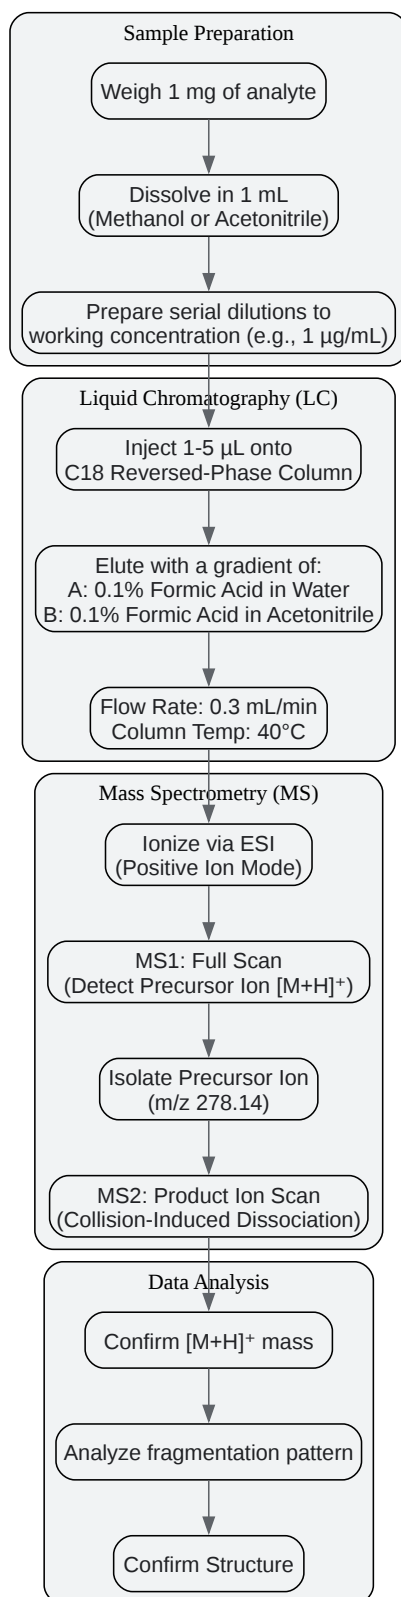 Sample Preparation
Weigh 1 mg of analyte
Dissolve in 1 mL
(Methanol or Acetonitrile)
Prepare serial dilutions to
working concentration (e.g., 1 µg/mL)
Liquid Chromatography (LC)
Inject 1-5 µL onto
C18 Reversed-Phase Column
Elute with a gradient of:
A: 0.1% Formic Acid in Water
B: 0.1% Formic Acid in Acetonitrile
Flow Rate: 0.3 mL/min
Column Temp: 40°C
Mass Spectrometry (MS)
Ionize via ESI
(Positive Ion Mode)
MS1: Full Scan
(Detect Precursor Ion [M+H]⁺)
Isolate Precursor Ion
(m/z 278.14)
MS2: Product Ion Scan
(Collision-Induced Dissociation)
Data Analysis
Confirm [M+H]⁺ mass
Analyze fragmentation pattern
Confirm Structure